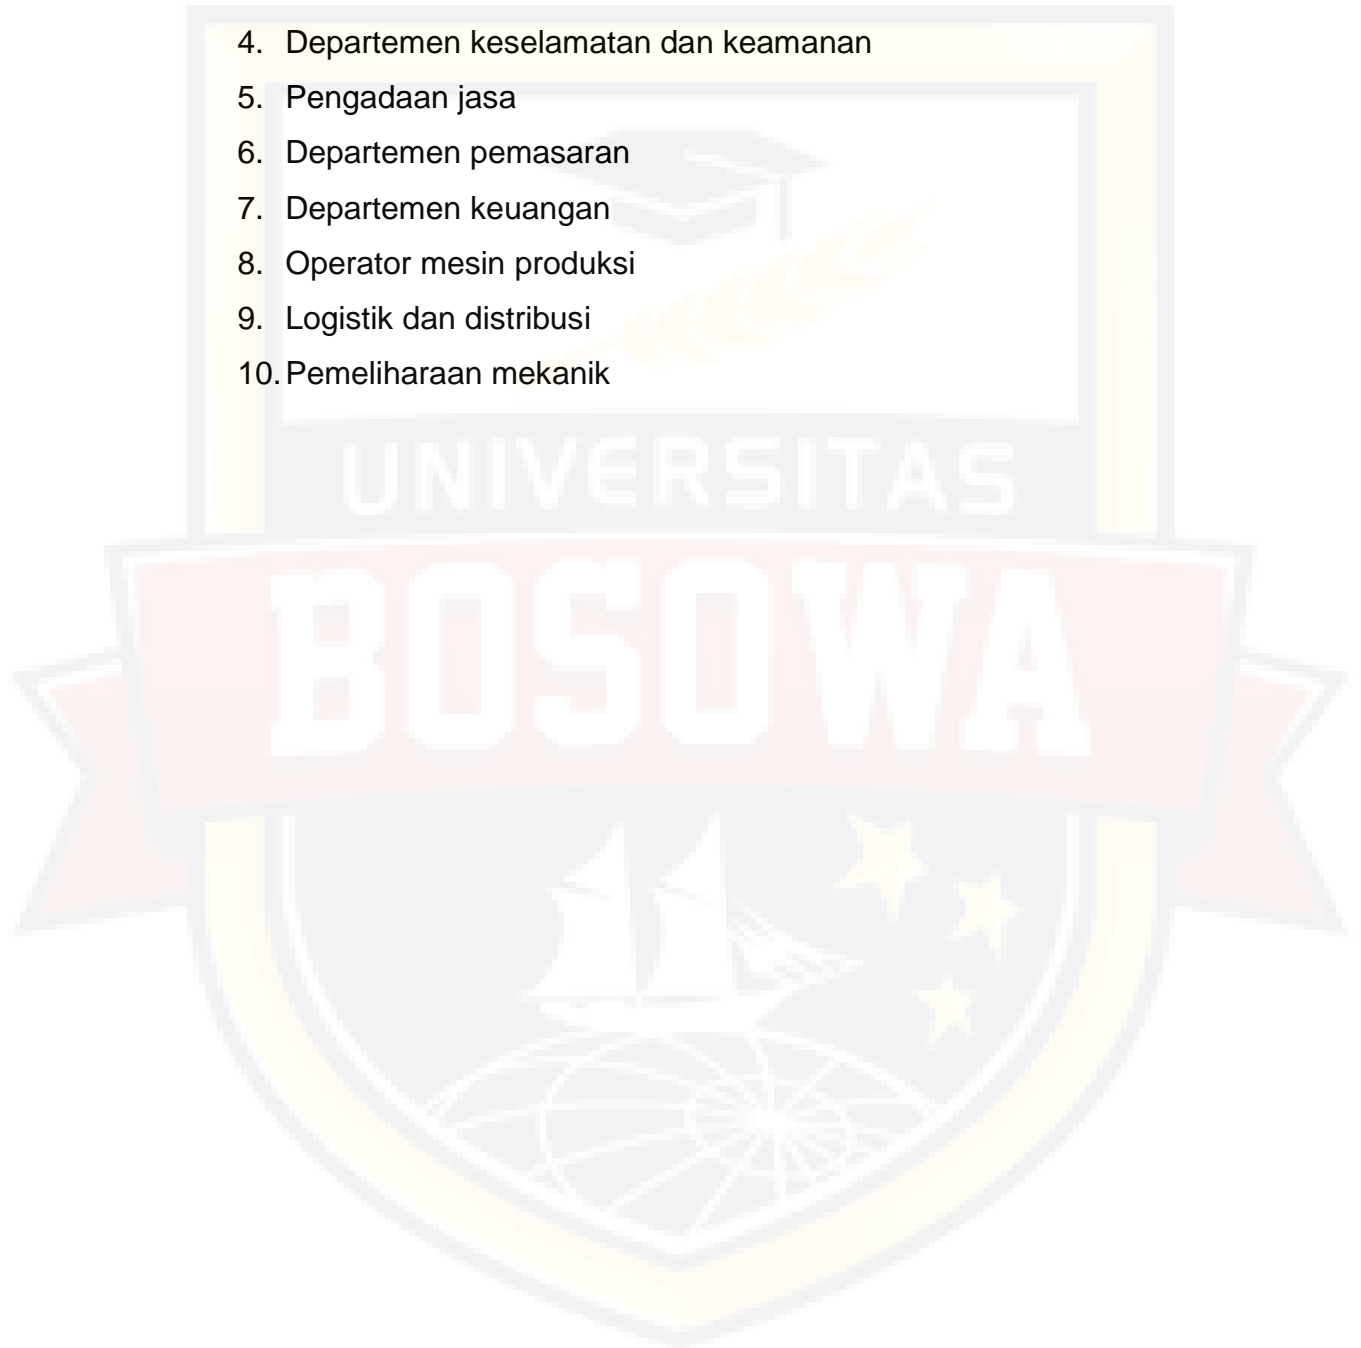 4. Departemen keselamatan dan keamanan
5. Pengadaan jasa
6. Departemen pemasaran
7. Departemen keuangan
8. Operator mesin produksi
9. Logistik dan distribusi
10. Pemeliharaan mekanik
UNIVERSITAS
BOSOWA